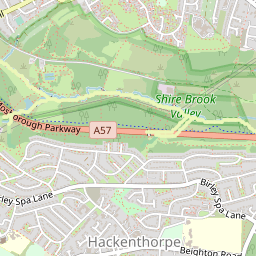 Shire Brook
Valley
Mosborough Parkway
A57
Birley Spa Lane
Birley
Spa Lane
Hackenthorpe
Beighton Road